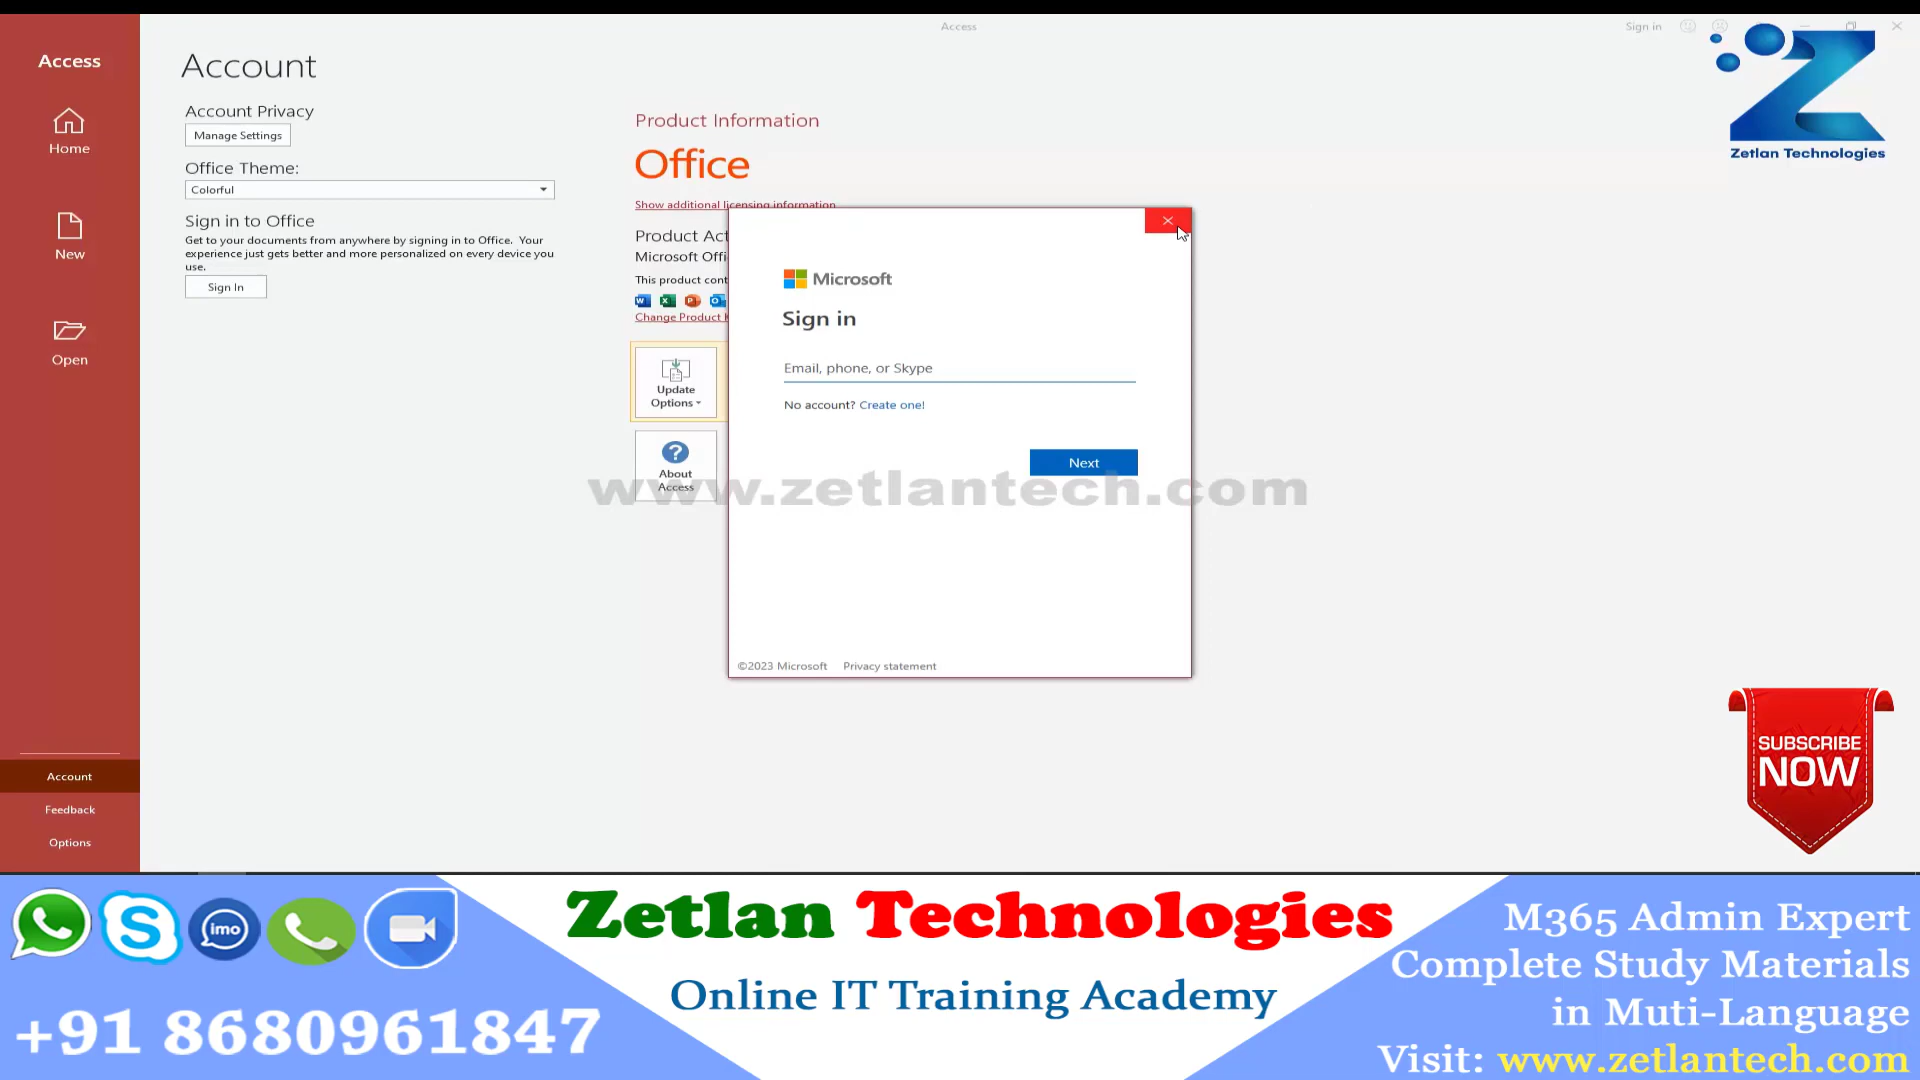 Access
Sign in
Access
Home
New
Open
Account
Feedback
Options
Account
Account Privacy
Manage Settings
Office Theme:
Colorful
Sign in to Office
Get to your documents from anywhere by signing in to Office. Your
experience just gets better and more personalized on every device you
use.
Sign In
Product Information
Office
Show additional licensing information
Product Act
Microsoft Offi
This product cont
Change Product K
Update
Options
About
Access
Microsoft
Sign in
Email, phone, or Skype
No account? Create one!
Next
©2023 Microsoft Privacy statement
www.zetlantech.com
Zetlan Technologies
SUBSCRIBE
NOW
imo
+91 8680961847
Zetlan Technologies
Online IT Training Academy
M365 Admin Expert
Complete Study Materials
in Muti-Language
Visit: www.zetlantech.com